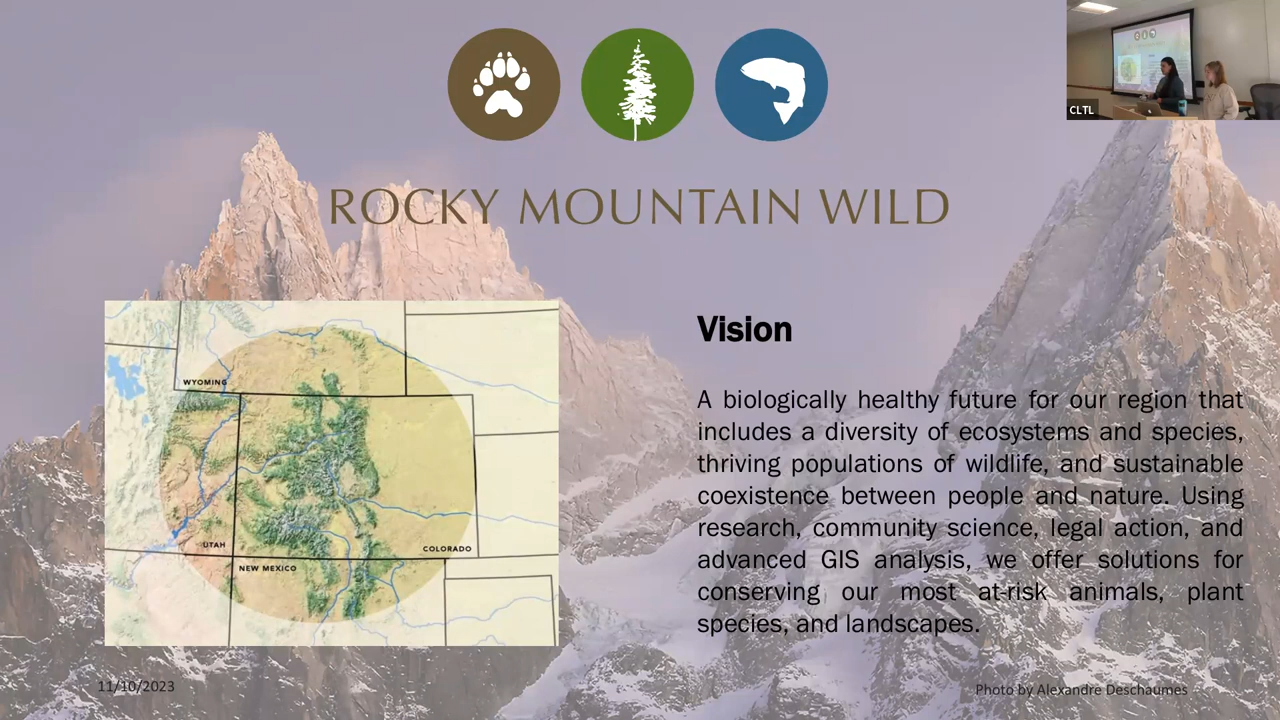 CLTL
ROCKY MOUNTAIN WILD
WYOMING
UTAH
COLORADO
NEW MEXICO
Vision
A biologically healthy future for our region that
includes a diversity of ecosystems and species,
thriving populations of wildlife, and sustainable
coexistence between people and nature. Using
research, community science, legal action, and
advanced GIS analysis, we offer solutions for
conserving our most at-risk animals, plant
species, and landscapes.
11/10/2023
Photo by Alexandre Deschaumes